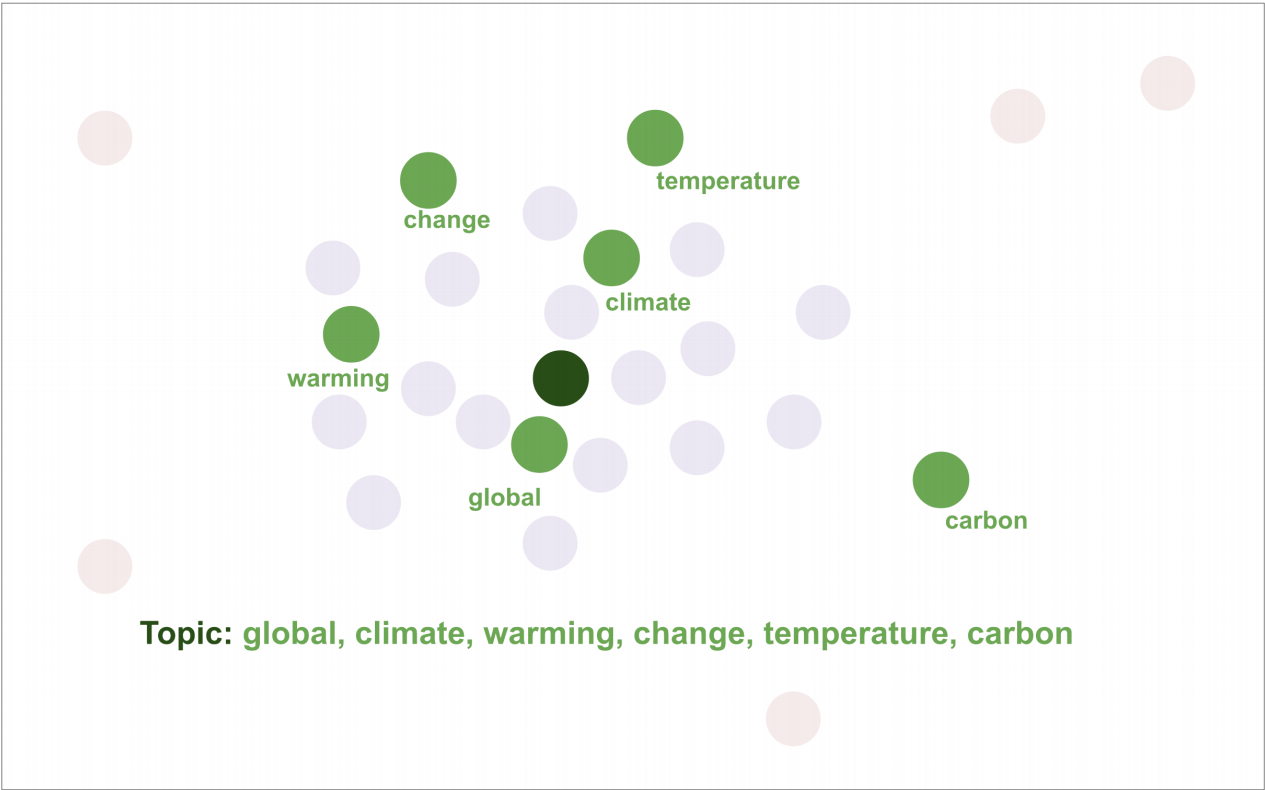 temperature
change
climate
warming
global
carbon
Topic: global, climate, warming, change, temperature, carbon